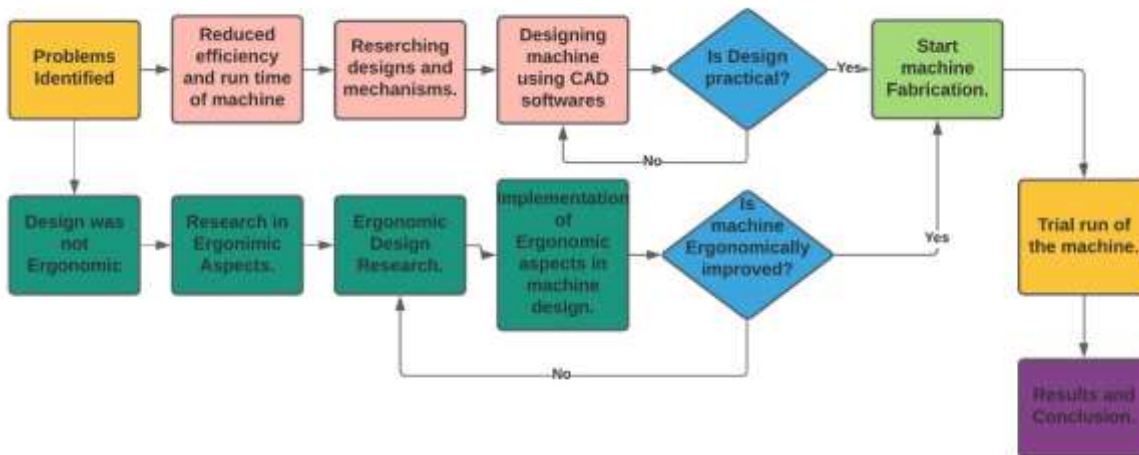 Problems
Identified
Reduced
efficiency
and run time
of machine
Reserching
designs and
mechanisms.
Designing
machine
using CAD
softwares
Is Design
practical?
Yes
Start
machine
Fabrication.
No
Design was
not
Ergonomic
Research in
Ergonimic
Aspects.
Ergonomic
Design
Research.
Implementation
of
Ergonomic
aspects in
machine
design.
Is
machine
Ergonomically
improved?
Yes
Trial run of
the machine.
No
Results and
Conclusion.